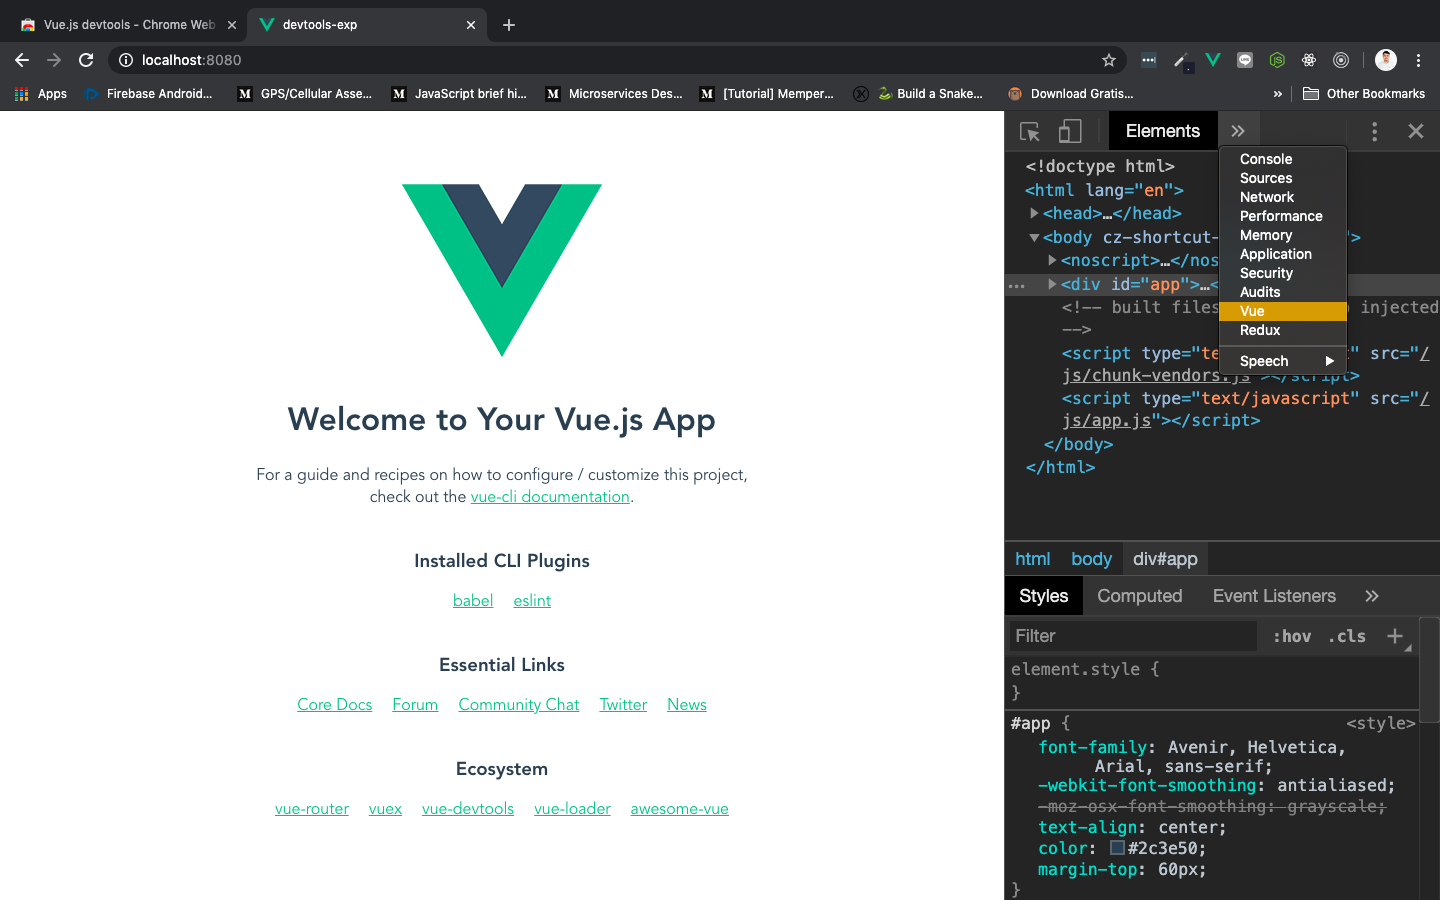 Vue.js devtools - Chrome Web
devtools-exp
localhost:8080
Apps
Firebase Android...
GPS/Cellular Asse...
JavaScript brief hi...
Microservices Des...
[Tutorial] Memper...
Build a Snake...
Download Gratis...
»
Other Bookmarks
Welcome to Your Vue.js App
For a guide and recipes on how to configure / customize this project,
check out the vue-cli documentation.
Installed CLI Plugins
babel eslint
Essential Links
Core Docs Forum Community Chat Twitter News
Ecosystem
vue-router vuex vue-devtools vue-loader awesome-vue
Elements »
Console
Sources
Network
Performance
Memory
Application
Security
Audits
Vue
Redux
Speech
<!doctype html>
<html lang="en">
<head>…</head>
<body cz-shortcut- ">
<noscript>…</nos
<div id="app">…<
<!-- built files injected
-->
<script type="te " src="/
js/chunk-vendors.js"></script>
<script type="text/javascript" src="/
js/app.js"></script>
</body>
</html>
html body div#app
Styles Computed Event Listeners »
Filter :hov .cls +
element.style {
}
#app { <style>
font-family: Avenir, Helvetica,
Arial, sans-serif;
-webkit-font-smoothing: antialiased;
-moz-osx-font-smoothing: grayscale;
text-align: center;
color: #2c3e50;
margin-top: 60px;
}